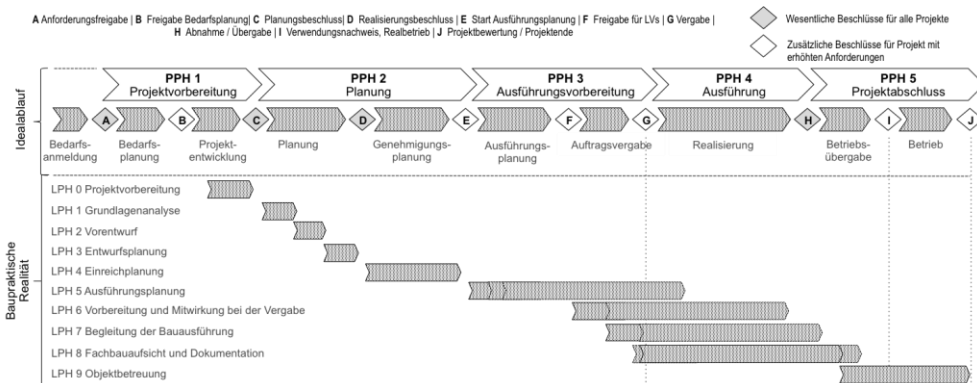 A Anforderungsfreigabe | B Freigabe Bedarfsplanung| C Planungsbeschluss| D Realisierungsbeschluss | E Start Ausführungsplanung | F Freigabe für LVs | G Vergabe |
H Abnahme / Übergabe | I Verwendungsnachweis, Realbetrieb | J Projektbewertung / Projektende
Wesentliche Beschlüsse für alle Projekte
Zusätzliche Beschlüsse für Projekt mit
erhöhten Anforderungen
Idealablauf
PPH 1
Projektvorbereitung
PPH 2
Planung
PPH 3
Ausführungsvorbereitung
PPH 4
Ausführung
PPH 5
Projektabschluss
A
B
C
D
E
F
G
H
I
J
Bedarfs-
anmeldung
Bedarfs-
planung
Projekt-
entwicklung
Planung
Genehmigungs-
planung
Ausführungs-
planung
Auftragsvergabe
Realisierung
Betriebs-
übergabe
Betrieb
Baupraktische
Realität
LPH 0 Projektvorbereitung
LPH 1 Grundlagenanalyse
LPH 2 Vorentwurf
LPH 3 Entwurfsplanung
LPH 4 Einreichplanung
LPH 5 Ausführungsplanung
LPH 6 Vorbereitung und Mitwirkung bei der Vergabe
LPH 7 Begleitung der Bauausführung
LPH 8 Fachbauaufsicht und Dokumentation
LPH 9 Objektbetreuung